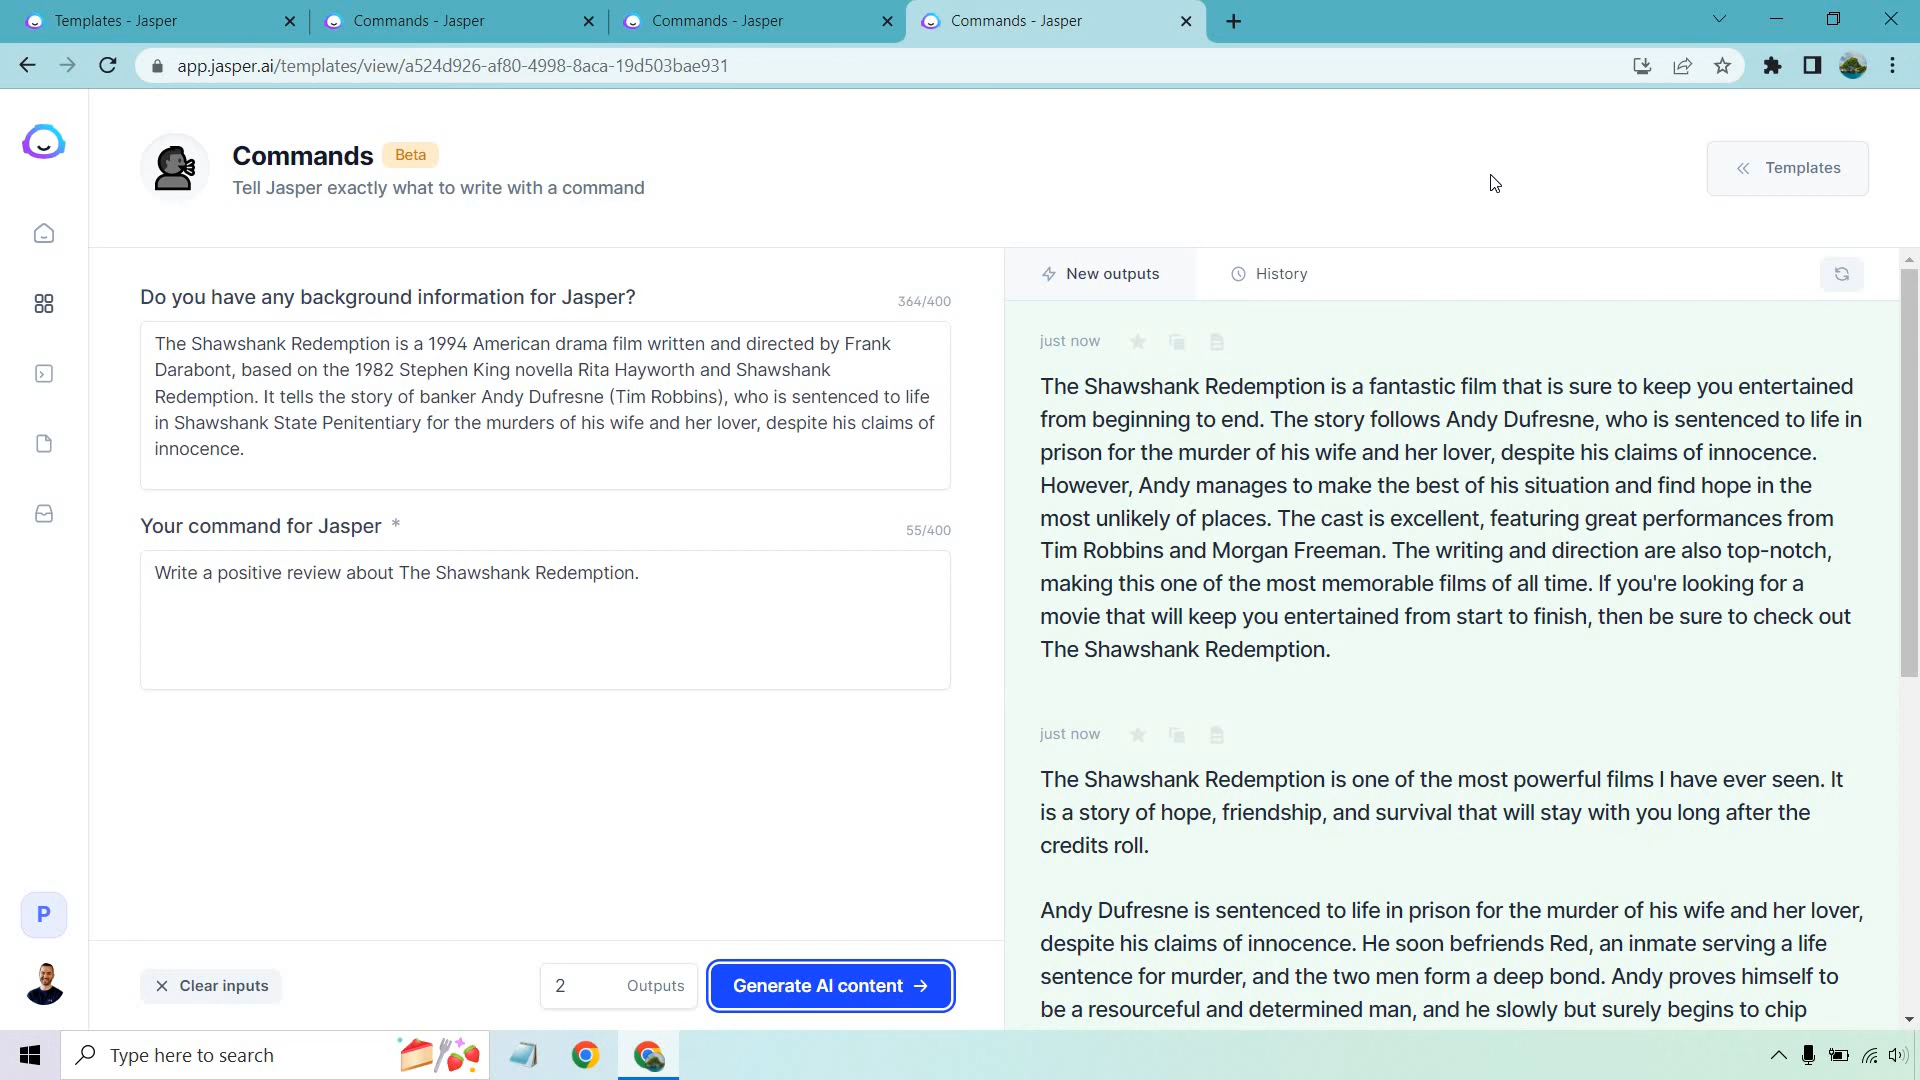 Templates - Jasper
Commands - Jasper
Commands - Jasper
Commands - Jasper
app.jasper.ai/templates/view/a524d926-af80-4998-8aca-19d503bae931
Commands Beta
Tell Jasper exactly what to write with a command
Templates
Do you have any background information for Jasper?
364/400
The Shawshank Redemption is a 1994 American drama film written and directed by Frank
Darabont, based on the 1982 Stephen King novella Rita Hayworth and Shawshank
Redemption. It tells the story of banker Andy Dufresne (Tim Robbins), who is sentenced to life
in Shawshank State Penitentiary for the murders of his wife and her lover, despite his claims of
innocence.
Your command for Jasper *
55/400
Write a positive review about The Shawshank Redemption.
Clear inputs
2 Outputs
Generate AI content
New outputs
History
just now
The Shawshank Redemption is a fantastic film that is sure to keep you entertained
from beginning to end. The story follows Andy Dufresne, who is sentenced to life in
prison for the murder of his wife and her lover, despite his claims of innocence.
However, Andy manages to make the best of his situation and find hope in the
most unlikely of places. The cast is excellent, featuring great performances from
Tim Robbins and Morgan Freeman. The writing and direction are also top-notch,
making this one of the most memorable films of all time. If you're looking for a
movie that will keep you entertained from start to finish, then be sure to check out
The Shawshank Redemption.
just now
The Shawshank Redemption is one of the most powerful films I have ever seen. It
is a story of hope, friendship, and survival that will stay with you long after the
credits roll.
Andy Dufresne is sentenced to life in prison for the murder of his wife and her lover,
despite his claims of innocence. He soon befriends Red, an inmate serving a life
sentence for murder, and the two men form a deep bond. Andy proves himself to
be a resourceful and determined man, and he slowly but surely begins to chip
P
Type here to search